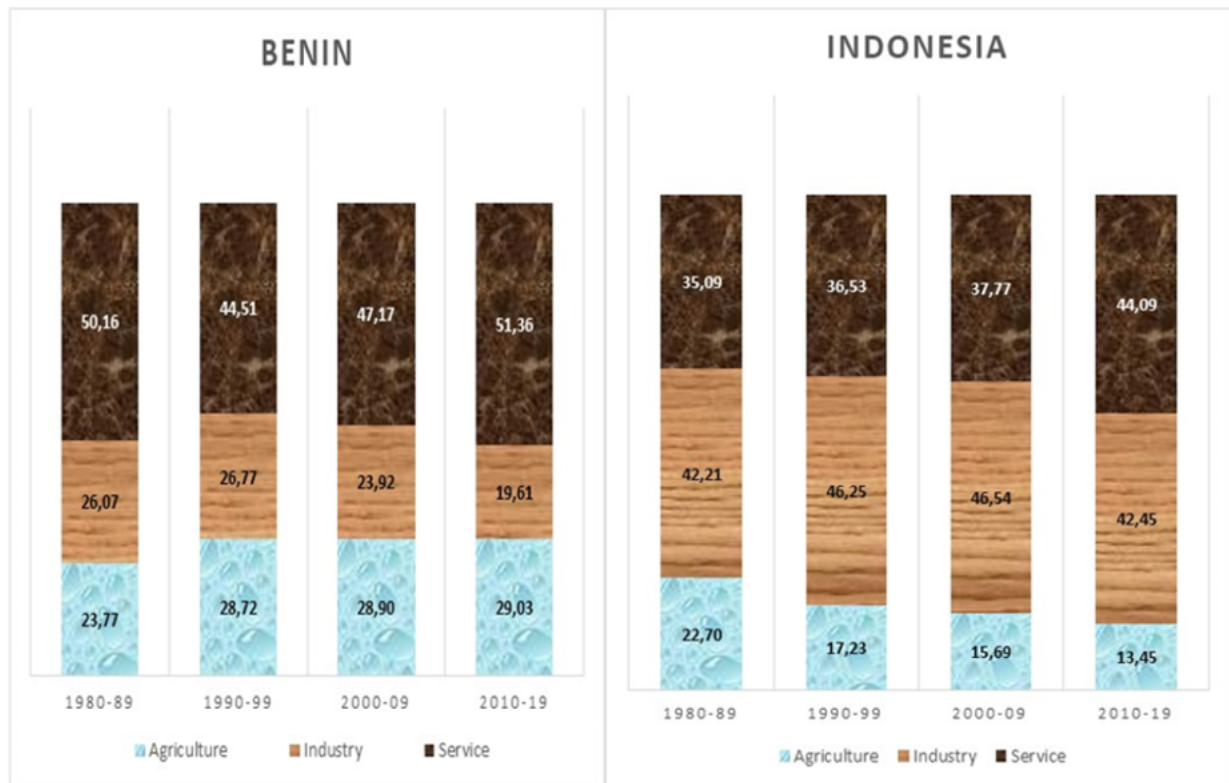 BENIN
50,16 44,51 47,17 51,36
26,07 26,77 23,92 19,61
23,77 28,72 28,90 29,03
1980-89 1990-99 2000-09 2010-19
Agriculture Industry Service
INDONESIA
35,09 36,53 37,77 44,09
42,21 46,25 46,54 42,45
22,70 17,23 15,69 13,45
1980-89 1990-99 2000-09 2010-19
Agriculture Industry Service